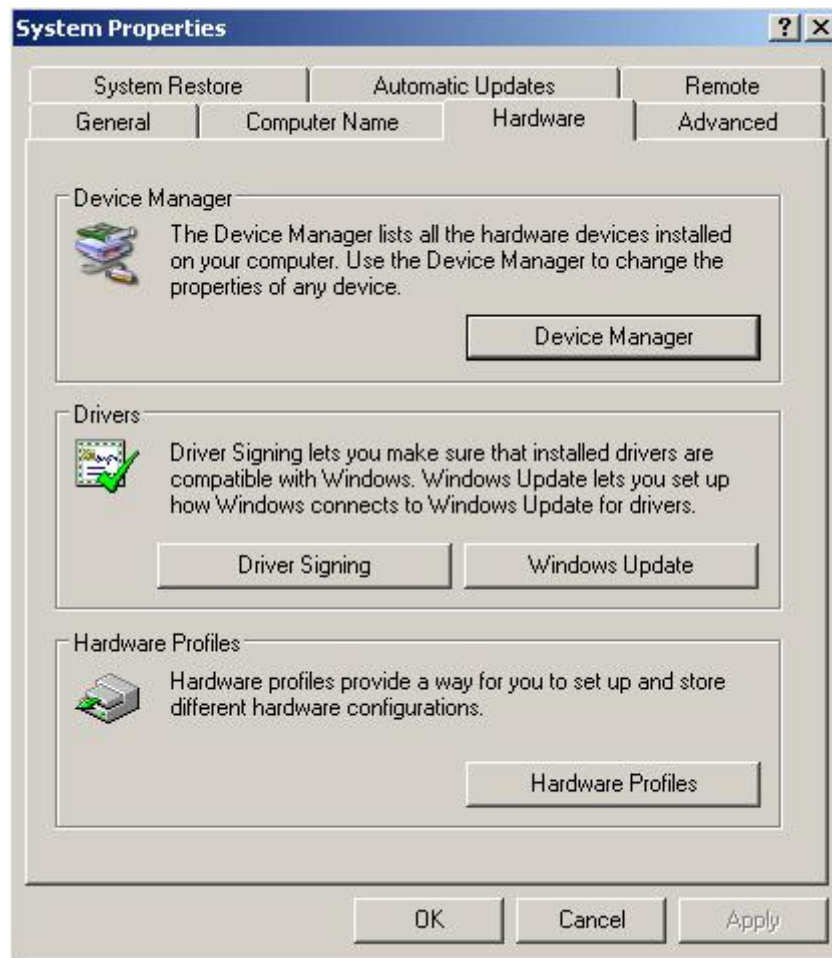 System Properties
System Restore
Automatic Updates
Remote
General
Computer Name
Hardware
Advanced
Device Manager
The Device Manager lists all the hardware devices installed
on your computer. Use the Device Manager to change the
properties of any device.
Device Manager
Drivers
Driver Signing lets you make sure that installed drivers are
compatible with Windows. Windows Update lets you set up
how Windows connects to Windows Update for drivers.
Driver Signing
Windows Update
Hardware Profiles
Hardware profiles provide a way for you to set up and store
different hardware configurations.
Hardware Profiles
OK
Cancel
Apply